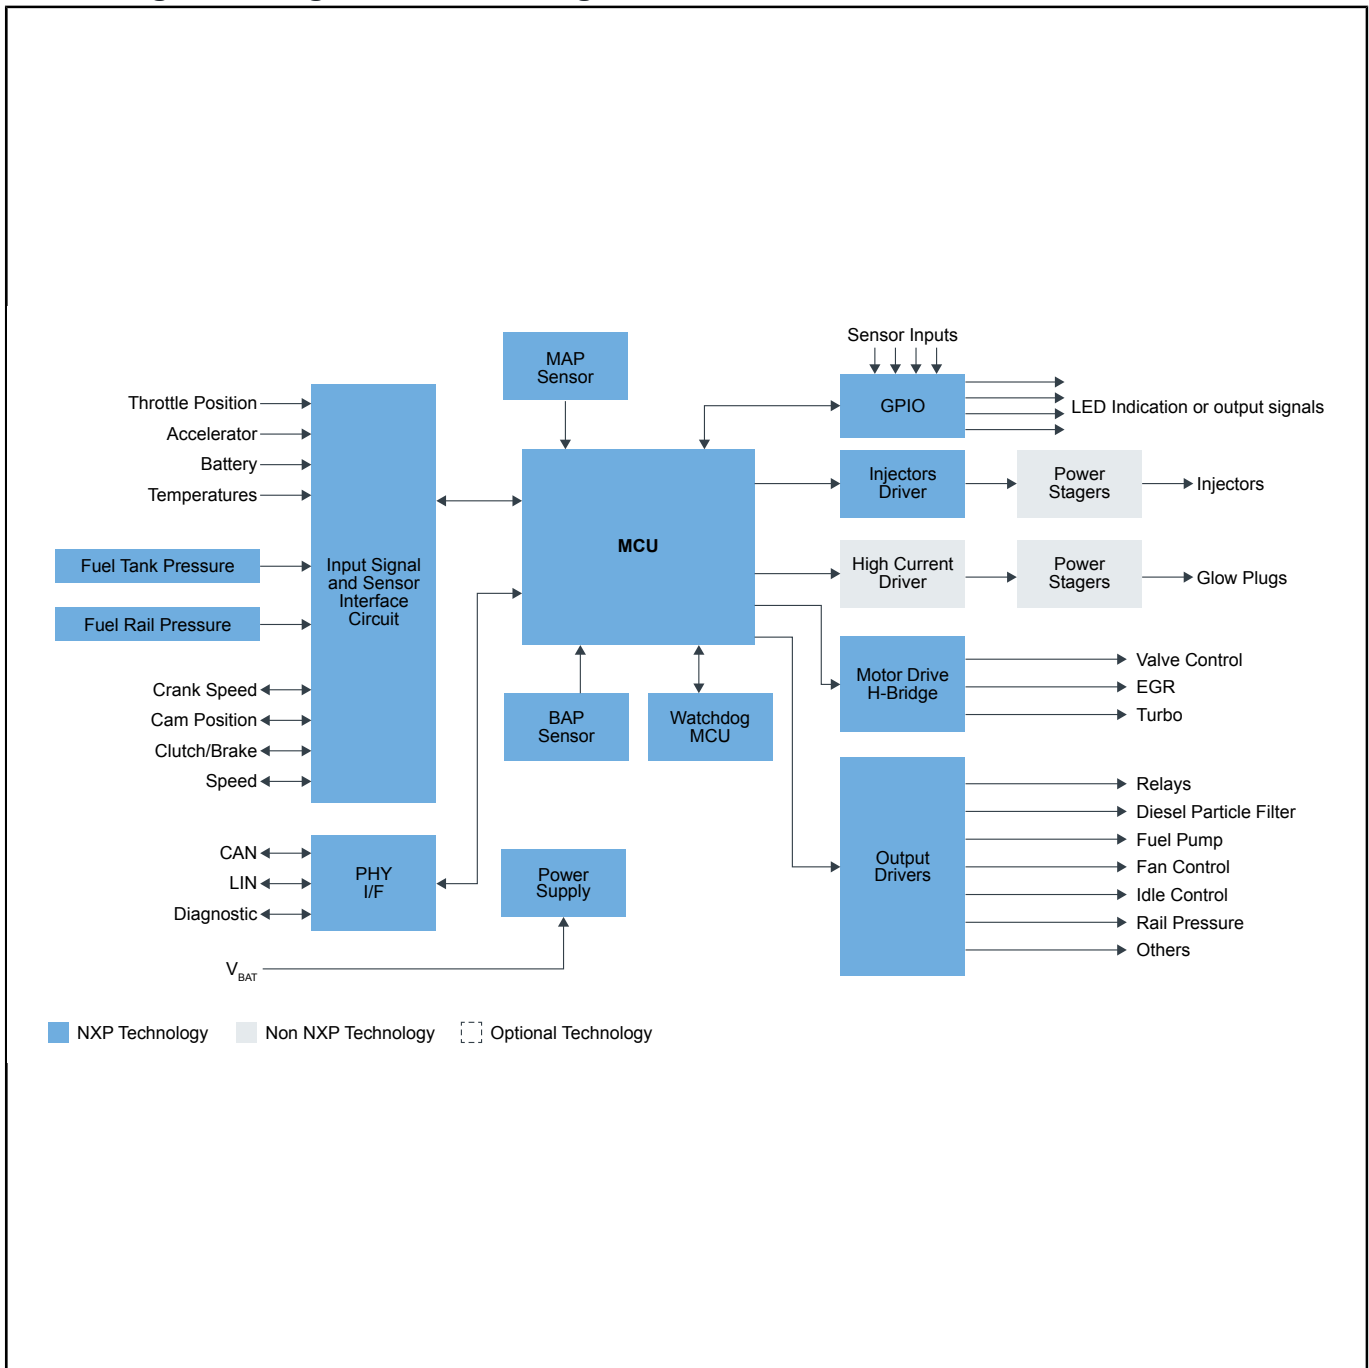 MAP
Sensor
Sensor Inputs
GPIO
LED Indication or output signals
Throttle Position
Accelerator
Battery
Temperatures
Fuel Tank Pressure
Fuel Rail Pressure
Crank Speed
Cam Position
Clutch/Brake
Speed
Input Signal
and Sensor
Interface
Circuit
MCU
Injectors
Driver
Power
Stagers
Injectors
High Current
Driver
Power
Stagers
Glow Plugs
Motor Drive
H-Bridge
Valve Control
EGR
Turbo
BAP
Sensor
Watchdog
MCU
CAN
LIN
Diagnostic
PHY
I/F
Power
Supply
VBAT
Output
Drivers
Relays
Diesel Particle Filter
Fuel Pump
Fan Control
Idle Control
Rail Pressure
Others
NXP Technology
Non NXP Technology
Optional Technology